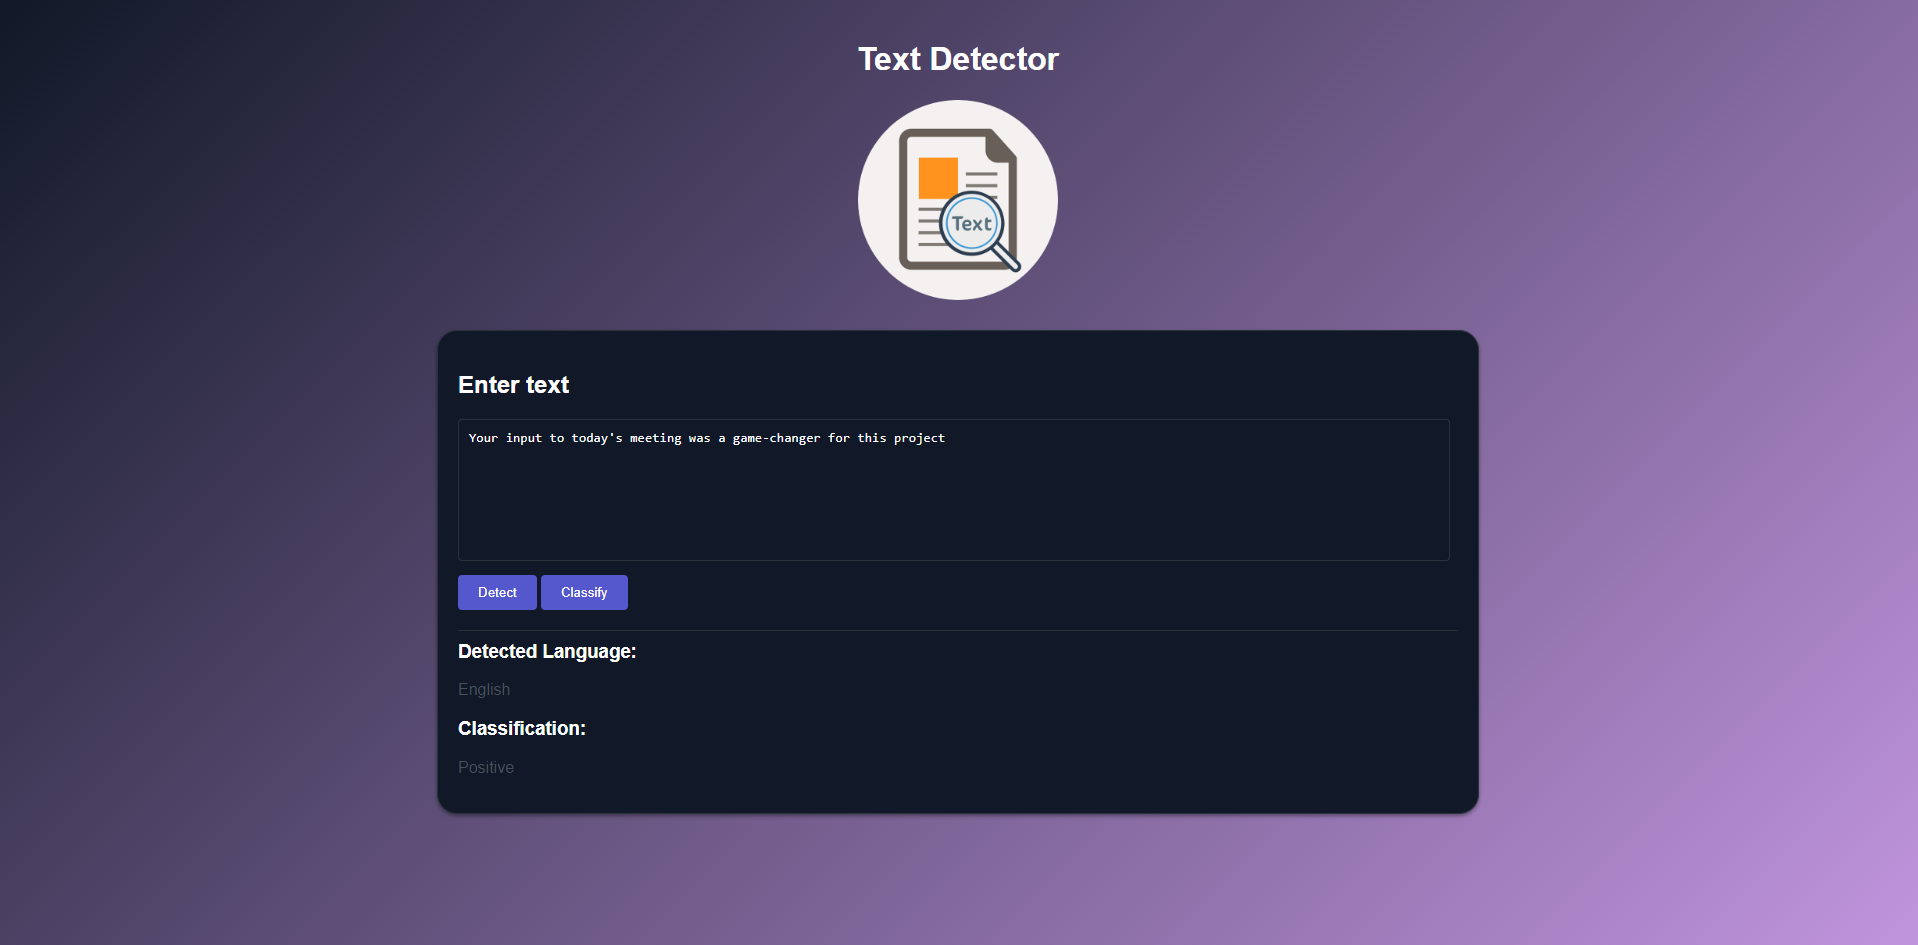 Text Detector
Text
Enter text
Your input to today's meeting was a game-changer for this project
Detect Classify
Detected Language:
English
Classification:
Positive